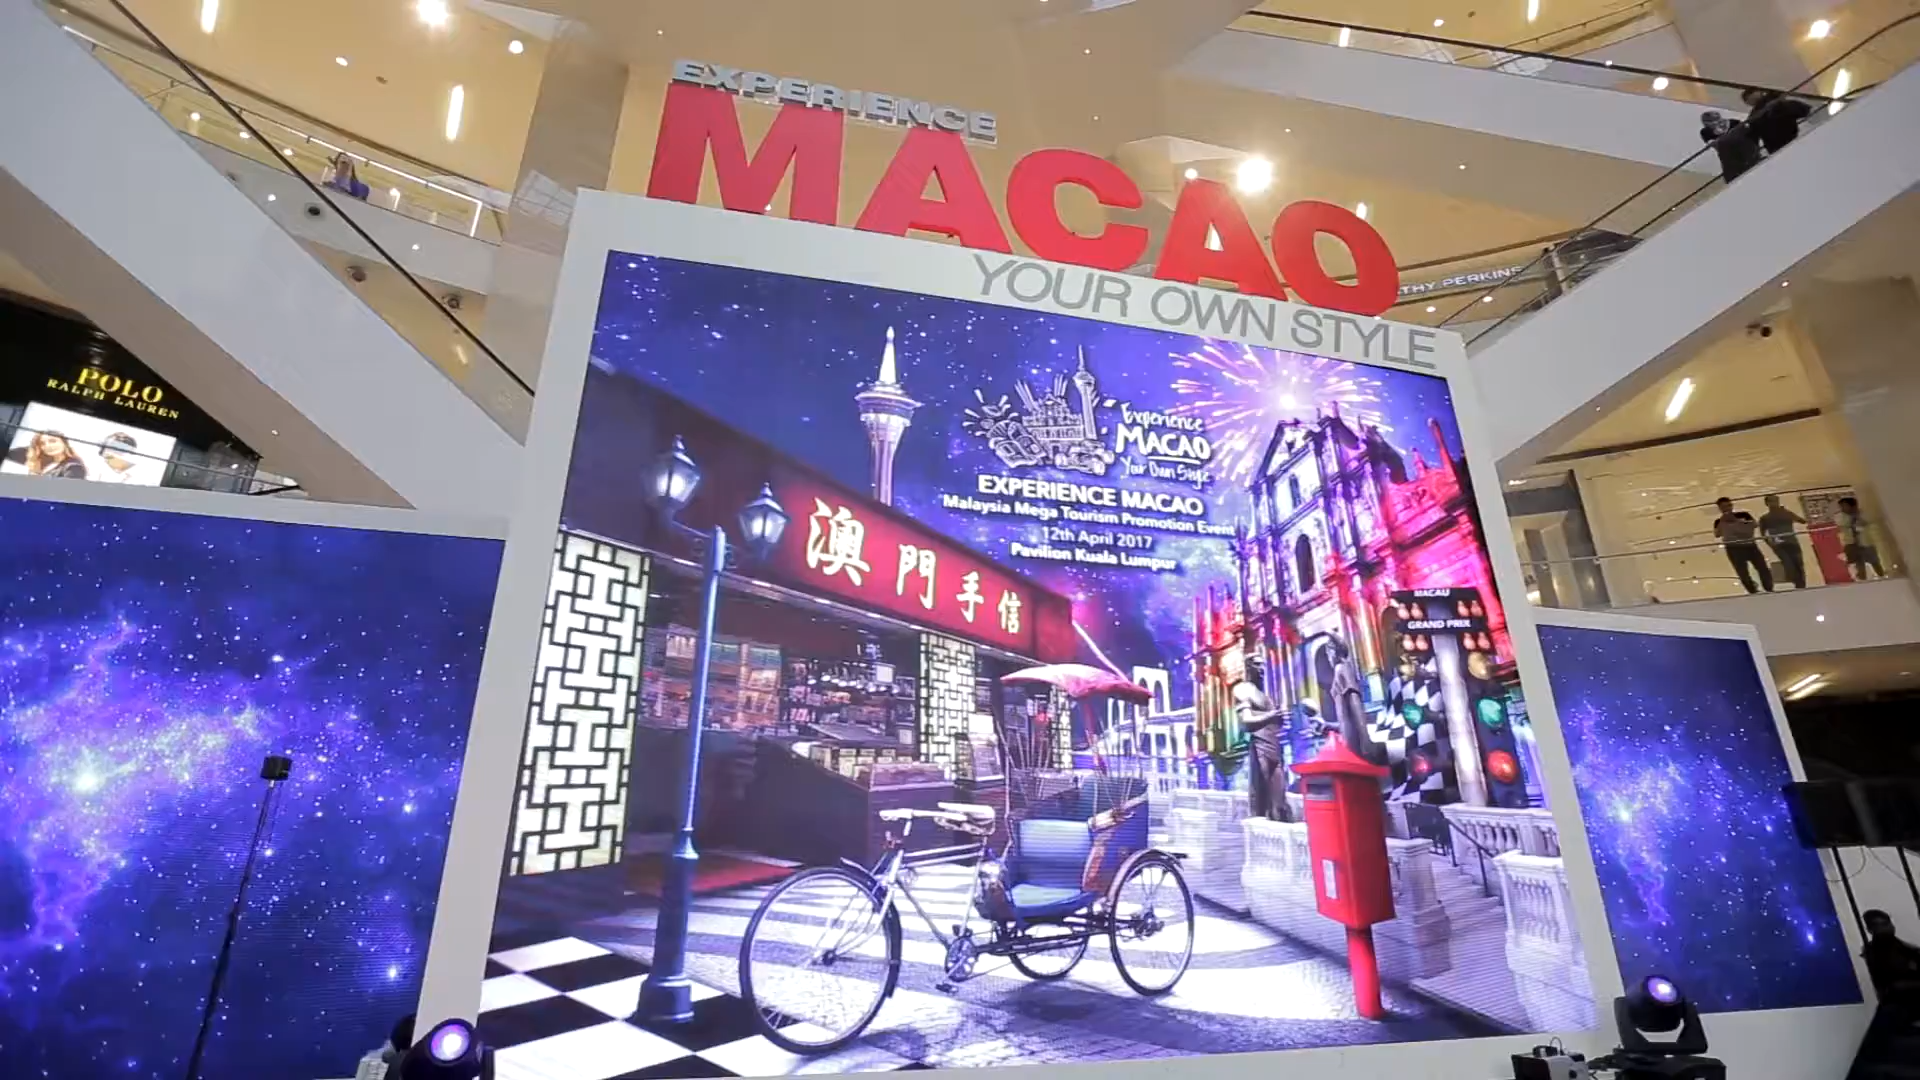 EXPERIENCE
MACAO
YOUR OWN STYLE
THY PERKINS
POLO
RALPH LAUREN
Experience
MACAO
Your Own Style
EXPERIENCE MACAO
Malaysia Mega Tourism Promotion Event
12th April 2017
Pavilion Kuala Lumpur
澳門手信
MACAU
GRAND PRIX